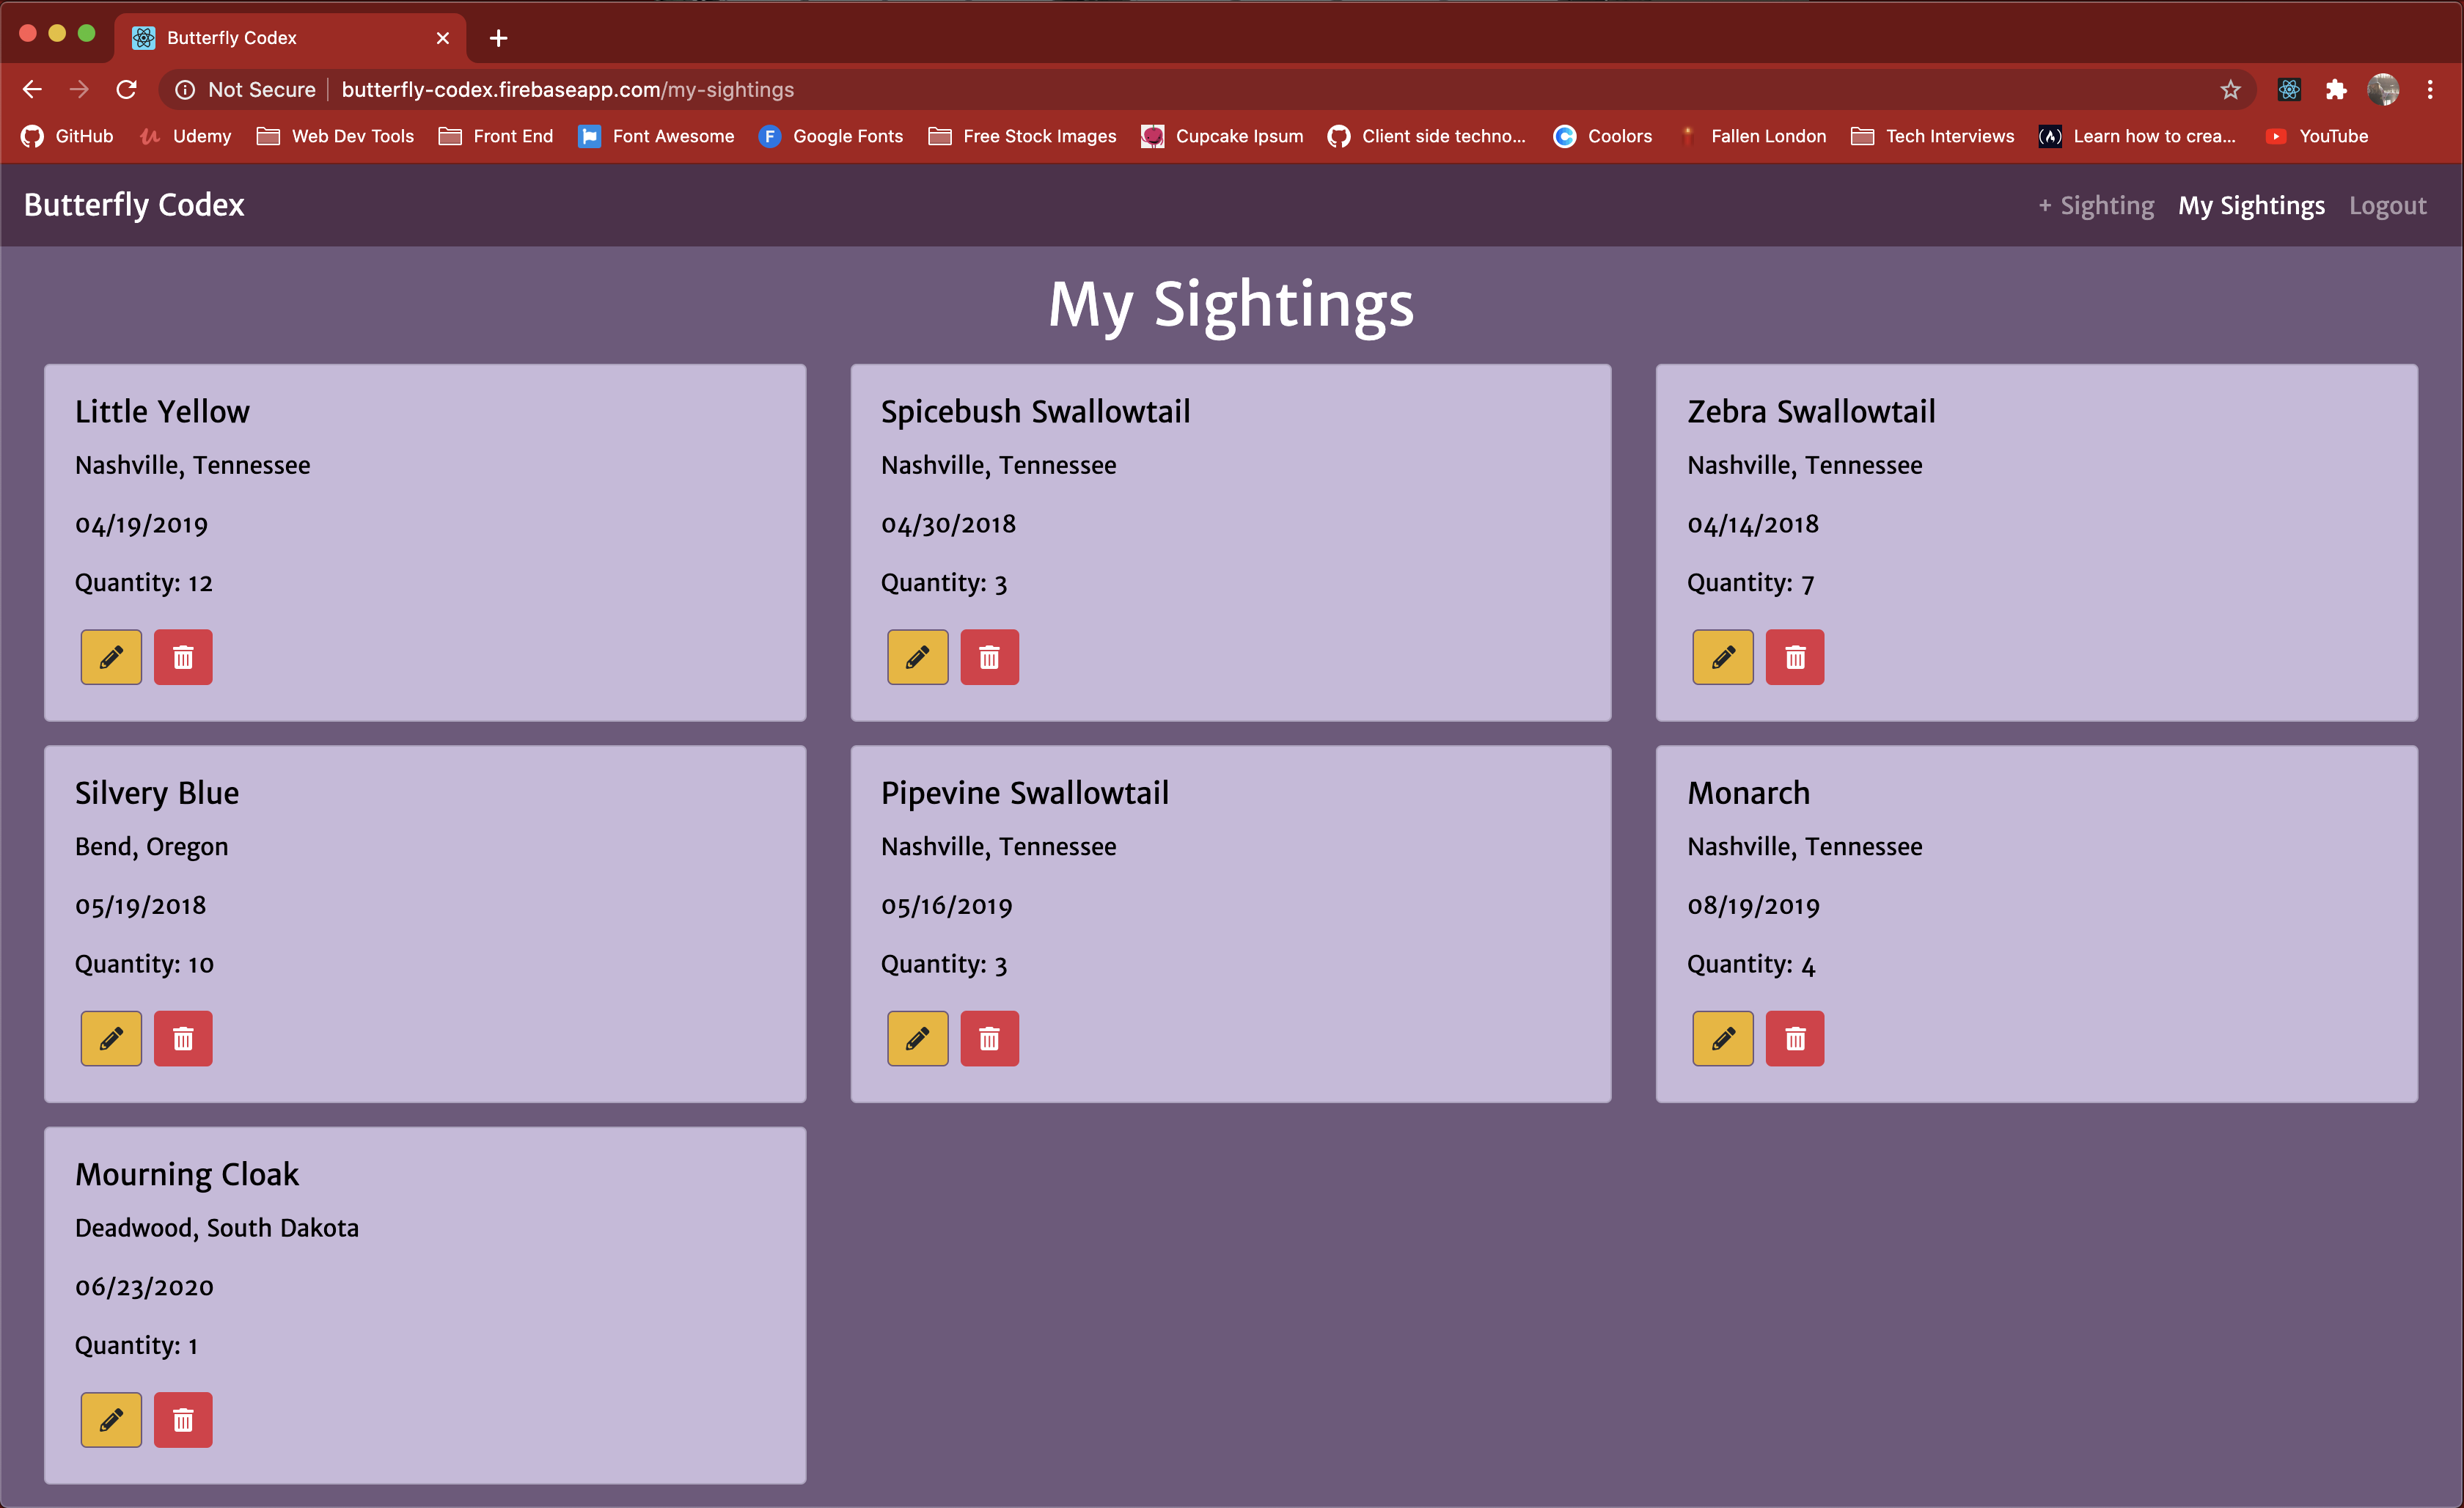 Butterfly Codex
Not Secure butterfly-codex.firebaseapp.com/my-sightings
GitHub Udemy Web Dev Tools Front End Font Awesome Google Fonts Free Stock Images Cupcake Ipsum Client side techno... Coolors Fallen London Tech Interviews Learn how to crea... YouTube
Butterfly Codex + Sighting My Sightings Logout
My Sightings
Little Yellow
Nashville, Tennessee
04/19/2019
Quantity: 12
Spicebush Swallowtail
Nashville, Tennessee
04/30/2018
Quantity: 3
Zebra Swallowtail
Nashville, Tennessee
04/14/2018
Quantity: 7
Silvery Blue
Bend, Oregon
05/19/2018
Quantity: 10
Pipevine Swallowtail
Nashville, Tennessee
05/16/2019
Quantity: 3
Monarch
Nashville, Tennessee
08/19/2019
Quantity: 4
Mourning Cloak
Deadwood, South Dakota
06/23/2020
Quantity: 1